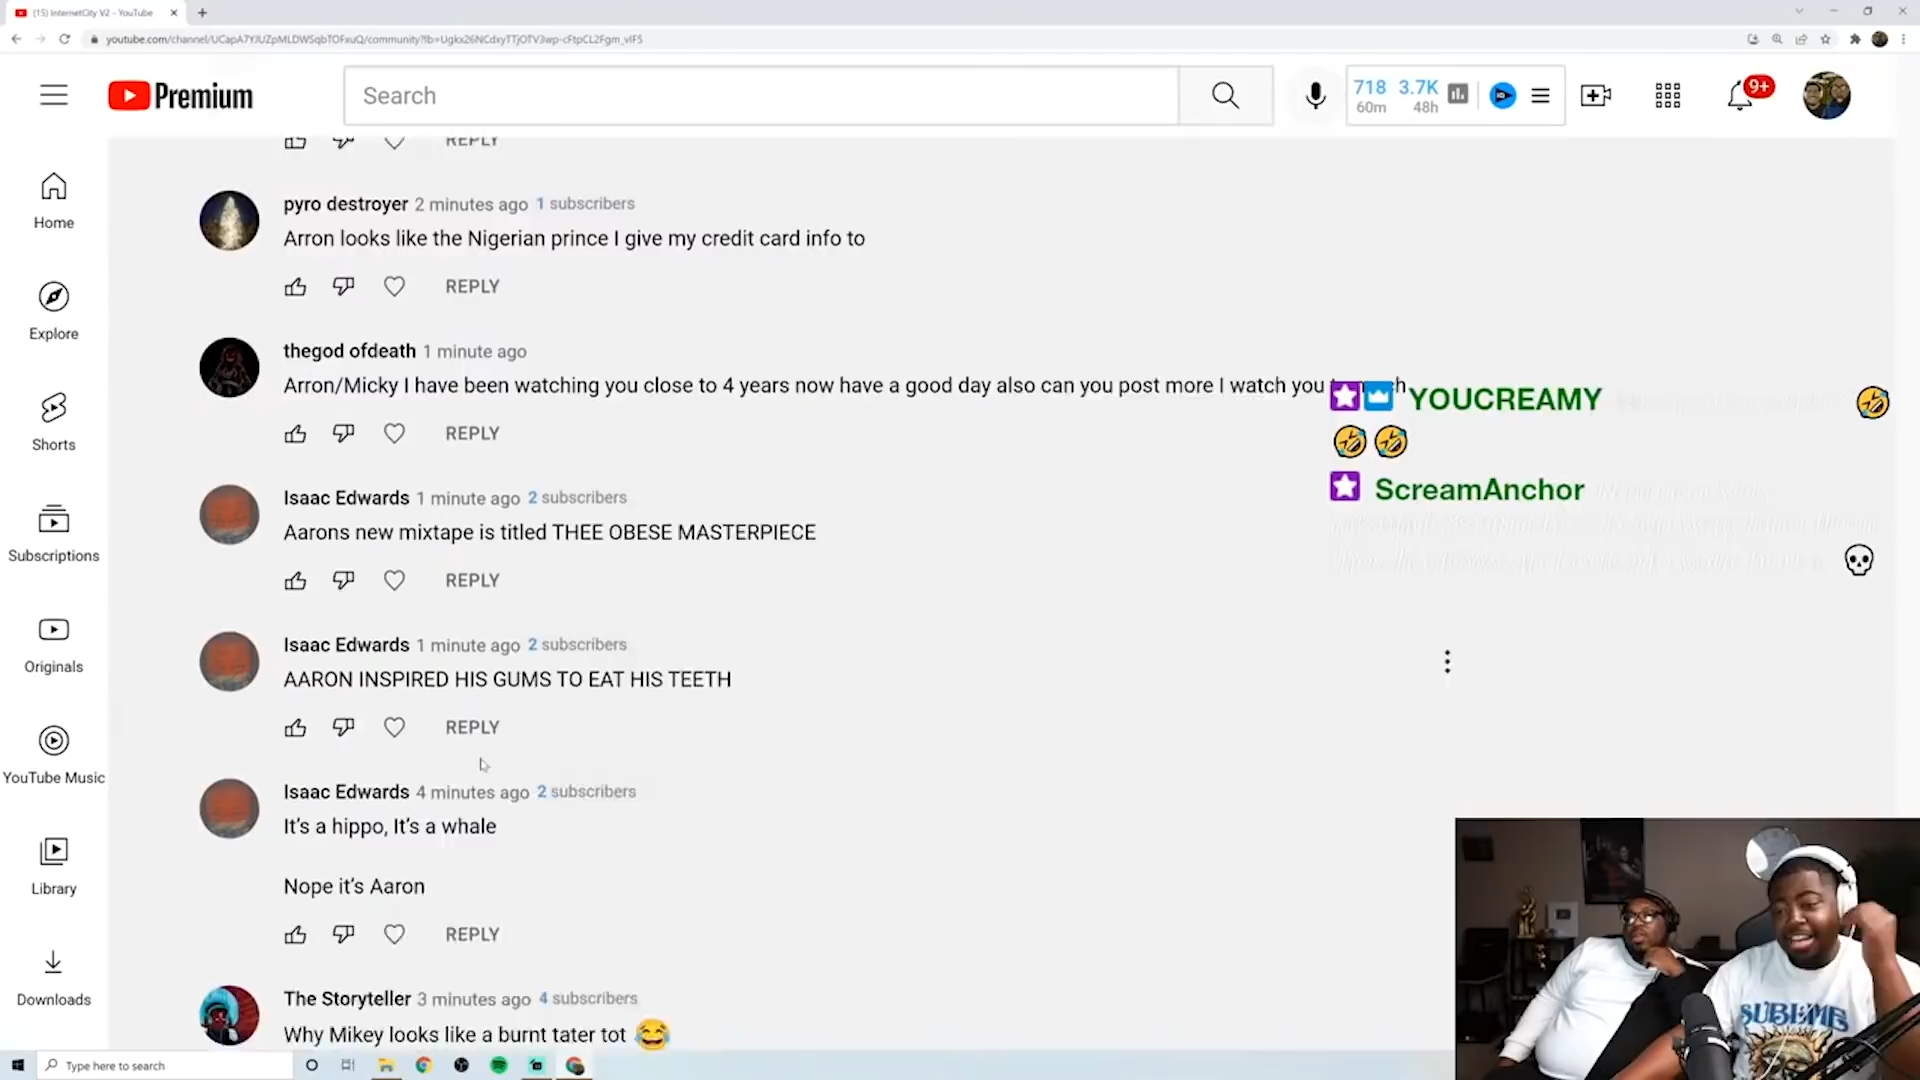 (15) InternetCity V2 - YouTube
youtube.com/channel/UCapA7YJUZpMLDWSqbTOFxuQ/community?lb=Ugkx26NCdxyTTjOTV3wp-cFtpCL2Fgm_vIF5
Premium
Search
718 3.7K
60m 48h
9+
REPLY
Home
Explore
Shorts
Subscriptions
Originals
YouTube Music
Library
Downloads
pyro destroyer 2 minutes ago 1 subscribers
Arron looks like the Nigerian prince I give my credit card info to
REPLY
thegod ofdeath 1 minute ago
Arron/Micky I have been watching you close to 4 years now have a good day also can you post more I watch you
REPLY
YOUCREAMY
🤣
🤣🤣
ScreamAnchor
💀
Isaac Edwards 1 minute ago 2 subscribers
Aarons new mixtape is titled THEE OBESE MASTERPIECE
REPLY
Isaac Edwards 1 minute ago 2 subscribers
AARON INSPIRED HIS GUMS TO EAT HIS TEETH
REPLY
Isaac Edwards 4 minutes ago 2 subscribers
It's a hippo, It's a whale
Nope it's Aaron
REPLY
The Storyteller 3 minutes ago 4 subscribers
Why Mikey looks like a burnt tater tot 😂
SUBLIME
Type here to search